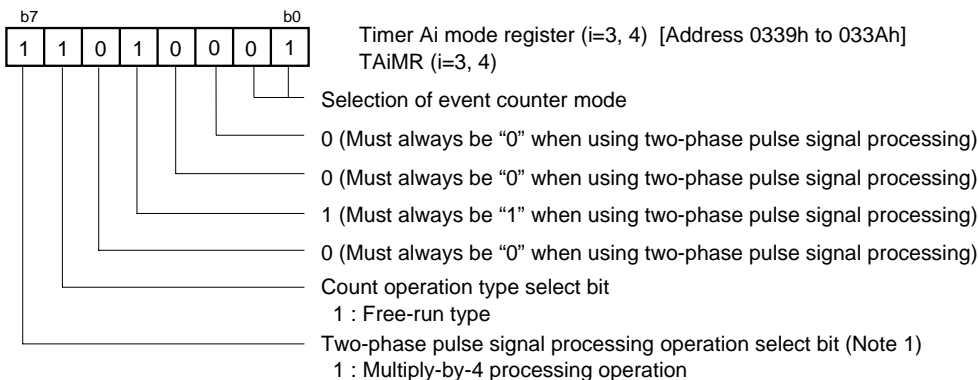 b7 b0
1 1 0 1 0 0 0 1
Timer Ai mode register (i=3, 4) [Address 0339h to 033Ah]
TAiMR (i=3, 4)
Selection of event counter mode
0 (Must always be “0” when using two-phase pulse signal processing)
0 (Must always be “0” when using two-phase pulse signal processing)
1 (Must always be “1” when using two-phase pulse signal processing)
0 (Must always be “0” when using two-phase pulse signal processing)
Count operation type select bit
1 : Free-run type
Two-phase pulse signal processing operation select bit (Note 1)
1 : Multiply-by-4 processing operation